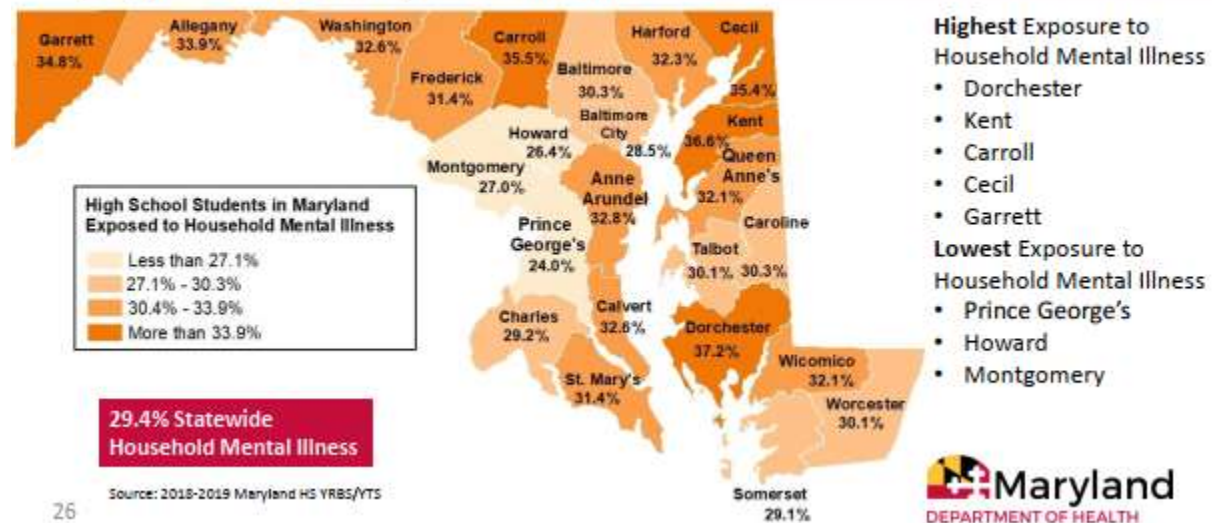 Garrett
34.8%
Allegany
33.9%
Washington
32.6%
Frederick
31.4%
Carroll
35.5%
Baltimore
30.3%
Harford
32.3%
Cecil
35.4%
Baltimore
City
28.5%
Howard
26.4%
Montgomery
27.0%
Kent
36.6%
Queen
Anne's
32.1%
Anne
Arundel
32.8%
Prince
George's
24.0%
Caroline
30.3%
Talbot
30.1%
Charles
29.2%
Calvert
32.6%
Dorchester
37.2%
St. Mary's
31.4%
Wicomico
32.1%
Worcester
30.1%
Somerset
29.1%
High School Students in Maryland
Exposed to Household Mental Illness
Less than 27.1%
27.1% - 30.3%
30.4% - 33.9%
More than 33.9%
29.4% Statewide
Household Mental Illness
Source: 2018-2019 Maryland HS YRBS/YTS
26
Highest Exposure to
Household Mental Illness
• Dorchester
• Kent
• Carroll
• Cecil
• Garrett
Lowest Exposure to
Household Mental Illness
• Prince George's
• Howard
• Montgomery
Maryland
DEPARTMENT OF HEALTH